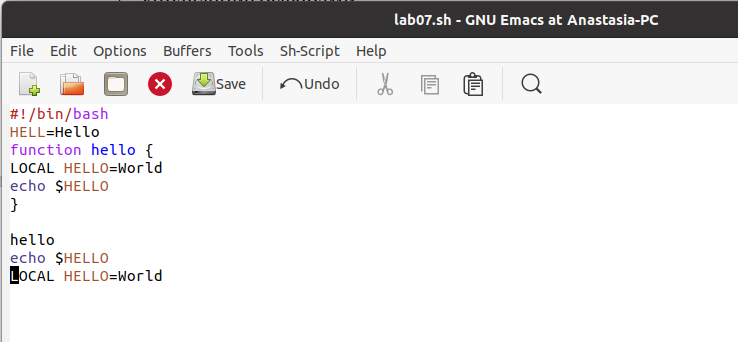 lab07.sh - GNU Emacs at Anastasia-PC
File Edit Options Buffers Tools Sh-Script Help
Save Undo
#!/bin/bash
HELL=Hello
function hello {
LOCAL HELLO=World
echo $HELLO
}
hello
echo $HELLO
LOCAL HELLO=World